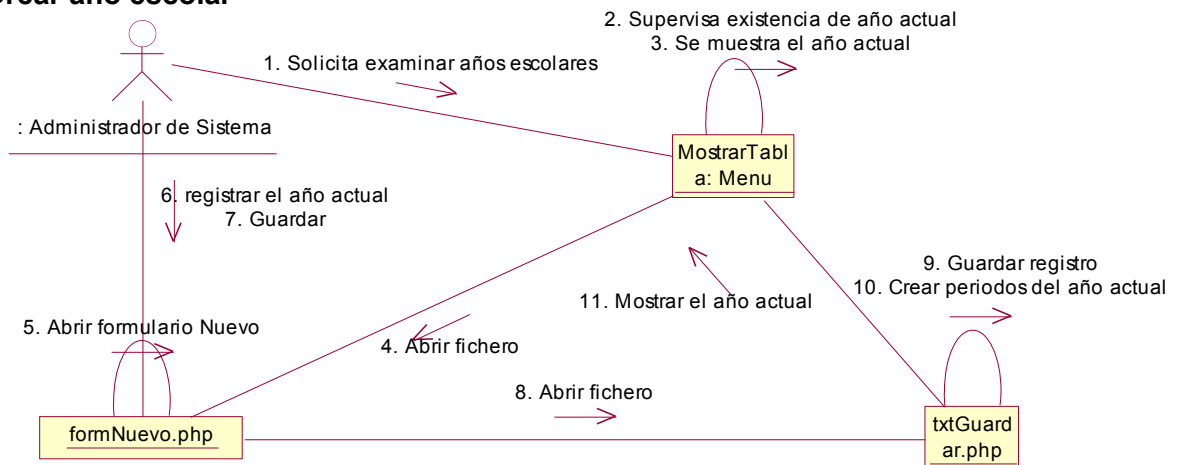 Crear año escolar
2. Supervisa existencia de año actual
3. Se muestra el año actual
1. Solicita examinar años escolares
: Administrador de Sistema
MostrarTabl
a: Menu
6. registrar el año actual
7. Guardar
9. Guardar registro
10. Crear periodos del año actual
11. Mostrar el año actual
5. Abrir formulario Nuevo
4. Abrir fichero
8. Abrir fichero
formNuevo.php
txtGuard
ar.php